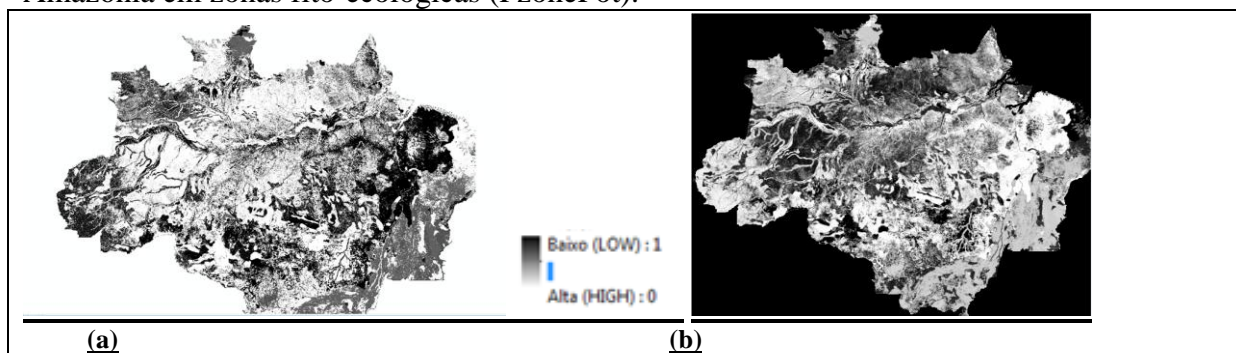 Amazônia em zonas fito-ecológicas (FzonePot).
Baixo (LOW) : 1
Alta (HIGH) : 0
(a) (b)